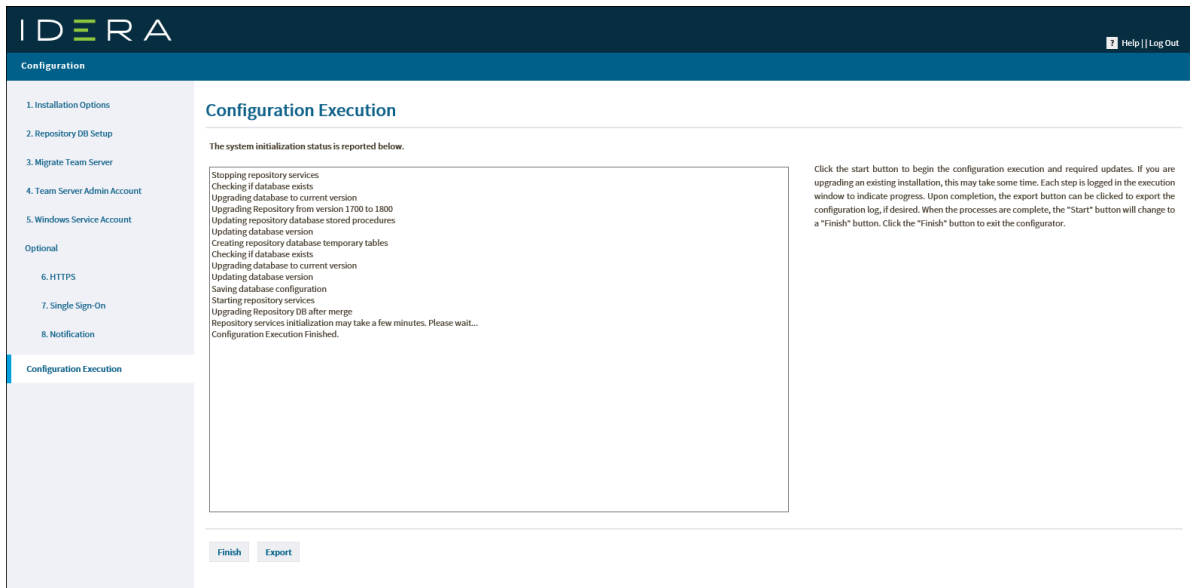 IDERA
? Help || Log Out
Configuration
1. Installation Options
2. Repository DB Setup
3. Migrate Team Server
4. Team Server Admin Account
5. Windows Service Account
Optional
6. HTTPS
7. Single Sign-On
8. Notification
Configuration Execution
Configuration Execution
The system initialization status is reported below.
Stopping repository services
Checking if database exists
Upgrading database to current version
Upgrading Repository from version 1700 to 1800
Updating repository database stored procedures
Updating database version
Creating repository database temporary tables
Checking if database exists
Upgrading database to current version
Updating database version
Saving database configuration
Starting repository services
Upgrading Repository DB after merge
Repository services initialization may take a few minutes. Please wait...
Configuration Execution Finished.
Click the start button to begin the configuration execution and required updates. If you are
upgrading an existing installation, this may take some time. Each step is logged in the execution
window to indicate progress. Upon completion, the export button can be clicked to export the
configuration log, if desired. When the processes are complete, the "Start" button will change to
a "Finish" button. Click the "Finish" button to exit the configurator.
Finish Export